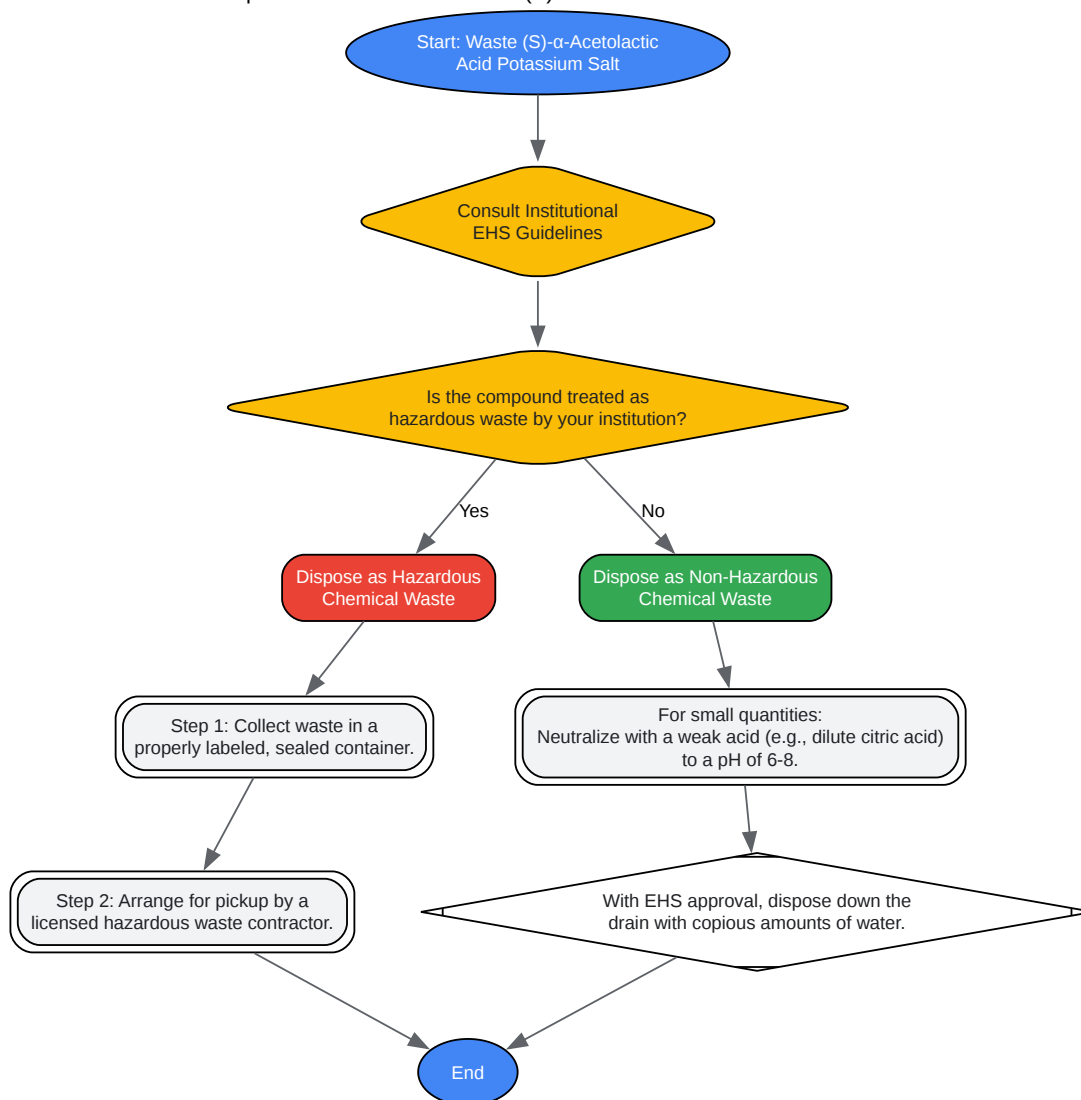 Start: Waste (S)-α-Acetolactic
Acid Potassium Salt
Consult Institutional
EHS Guidelines
Is the compound treated as
hazardous waste by your institution?
Yes
No
Dispose as Hazardous
Chemical Waste
Dispose as Non-Hazardous
Chemical Waste
Step 1: Collect waste in a
properly labeled, sealed container.
For small quantities:
Neutralize with a weak acid (e.g., dilute citric acid)
to a pH of 6-8.
Step 2: Arrange for pickup by a
licensed hazardous waste contractor.
With EHS approval, dispose down the
drain with copious amounts of water.
End